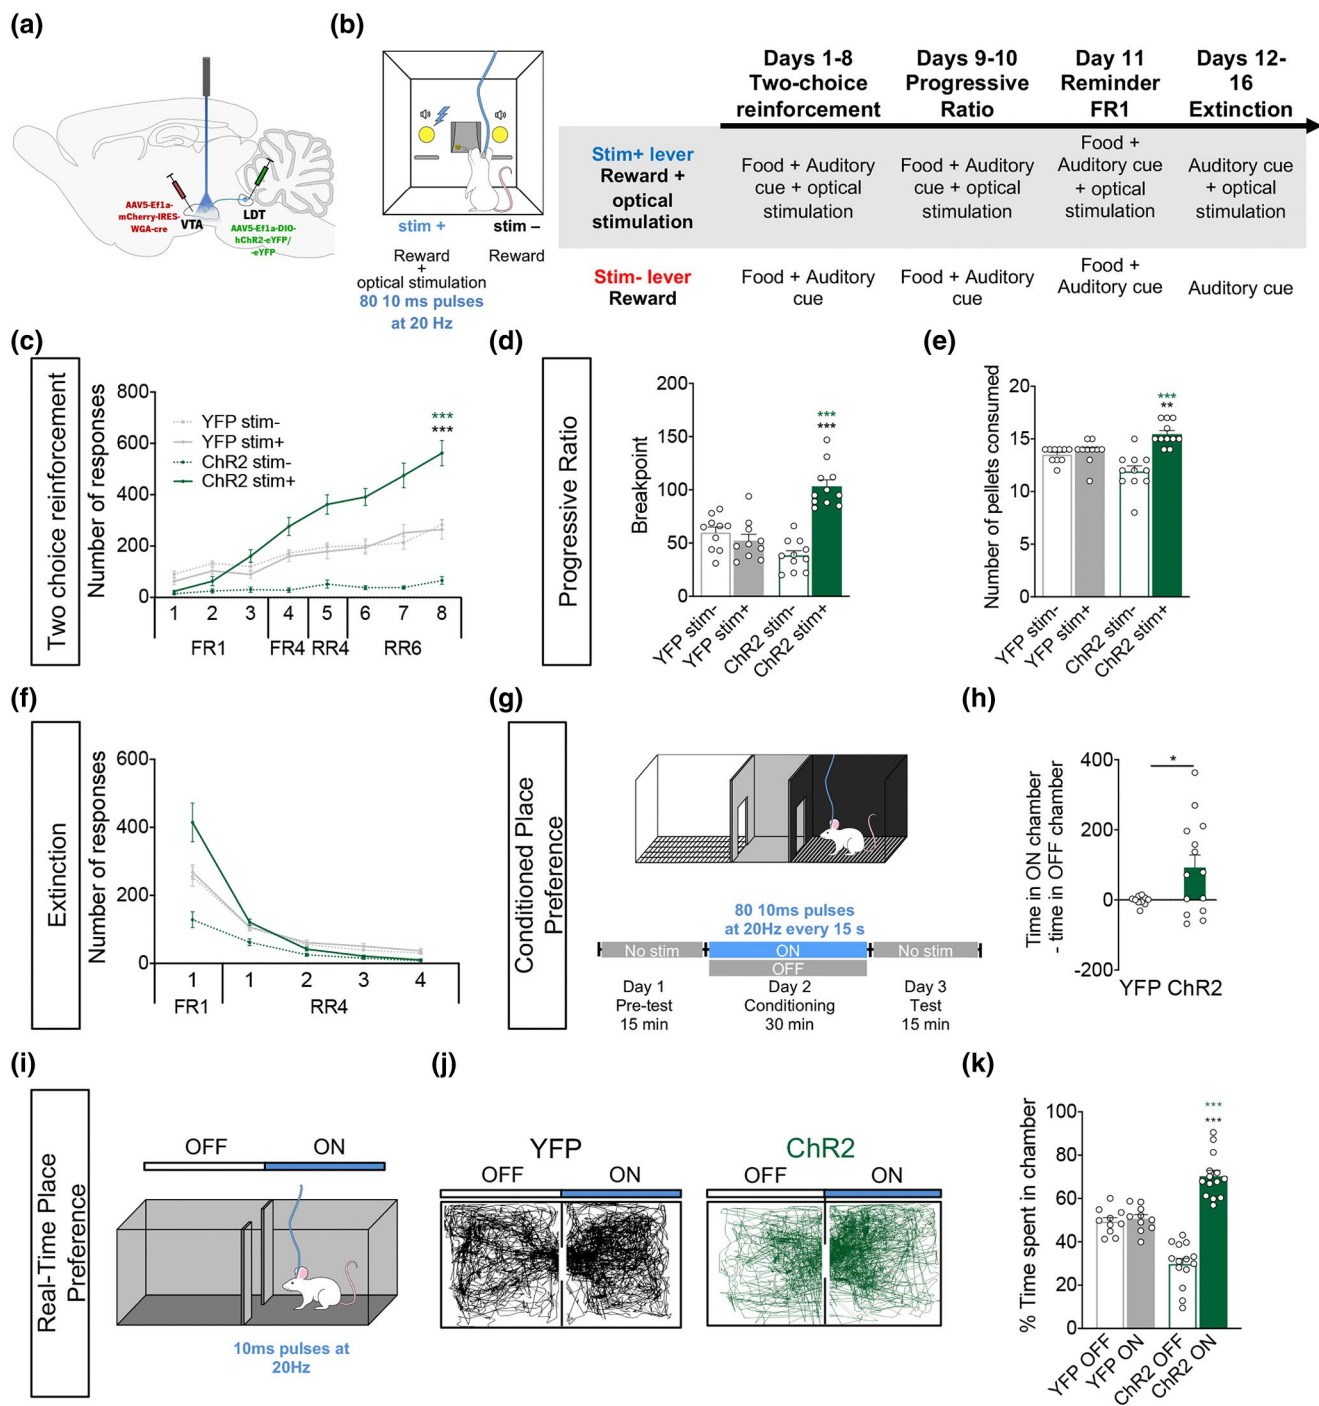 (a)
AAV5-Ef1a-
mCherry-IRES-
WGA-cre
VTA
LDT
AAV5-Ef1a-DIO-
hChR2-eYFP/
-eYFP
(b)
stim +
stim –
Reward
+
optical stimulation
80 10 ms pulses
at 20 Hz
Reward
Days 1-8
Two-choice
reinforcement
Days 9-10
Progressive
Ratio
Day 11
Reminder
FR1
Days 12-
16
Extinction
Stim+ lever
Reward +
optical
stimulation
Food + Auditory
cue + optical
stimulation
Food + Auditory
cue + optical
stimulation
Food +
Auditory cue
+ optical
stimulation
Auditory cue
+ optical
stimulation
Stim- lever
Reward
Food + Auditory
cue
Food + Auditory
cue
Food +
Auditory cue
Auditory cue
(c)
Two choice reinforcement
Number of responses
800
600
400
200
0
YFP stim-
YFP stim+
ChR2 stim-
ChR2 stim+
***
***
1 2 3 4 5 6 7 8
FR1 FR4 RR4 RR6
(d)
Progressive Ratio
Breakpoint
200
150
100
50
0
***
***
YFP stim-
YFP stim+
ChR2 stim-
ChR2 stim+
(e)
Number of pellets consumed
20
15
10
5
0
***
**
YFP stim-
YFP stim+
ChR2 stim-
ChR2 stim+
(f)
Extinction
Number of responses
600
400
200
0
1 1 2 3 4
FR1 RR4
(g)
Conditioned Place
Preference
80 10ms pulses
at 20Hz every 15 s
No stim
ON
OFF
No stim
Day 1
Pre-test
15 min
Day 2
Conditioning
30 min
Day 3
Test
15 min
(h)
Time in ON chamber
- time in OFF chamber
400
200
0
-200
*
YFP ChR2
(i)
Real-Time Place
Preference
OFF ON
10ms pulses at
20Hz
(j)
YFP
OFF ON
ChR2
OFF ON
(k)
% Time spent in chamber
100
80
60
40
20
0
***
***
YFP OFF
YFP ON
ChR2 OFF
ChR2 ON